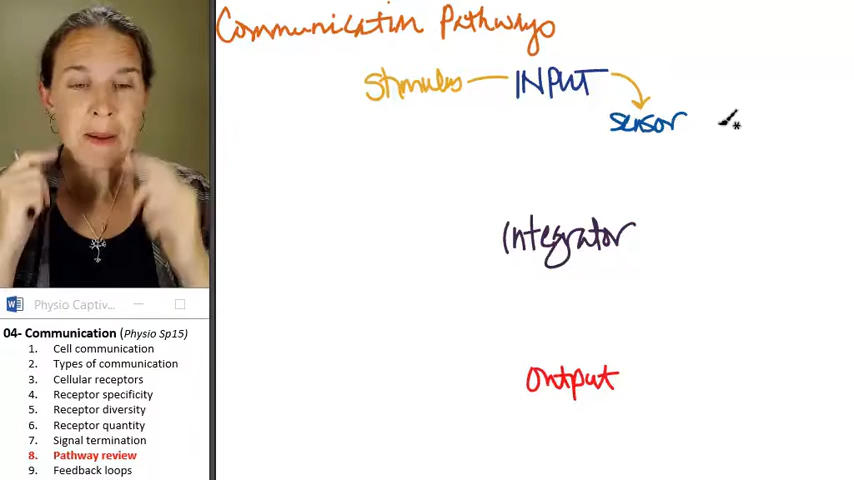 Communication Pathways
stimulus INPUT
sensor
Integrator
Output
Physio Captiv...
04- Communication (Physio Sp15)
1. Cell communication
2. Types of communication
3. Cellular receptors
4. Receptor specificity
5. Receptor diversity
6. Receptor quantity
7. Signal termination
8. Pathway review
9. Feedback loops